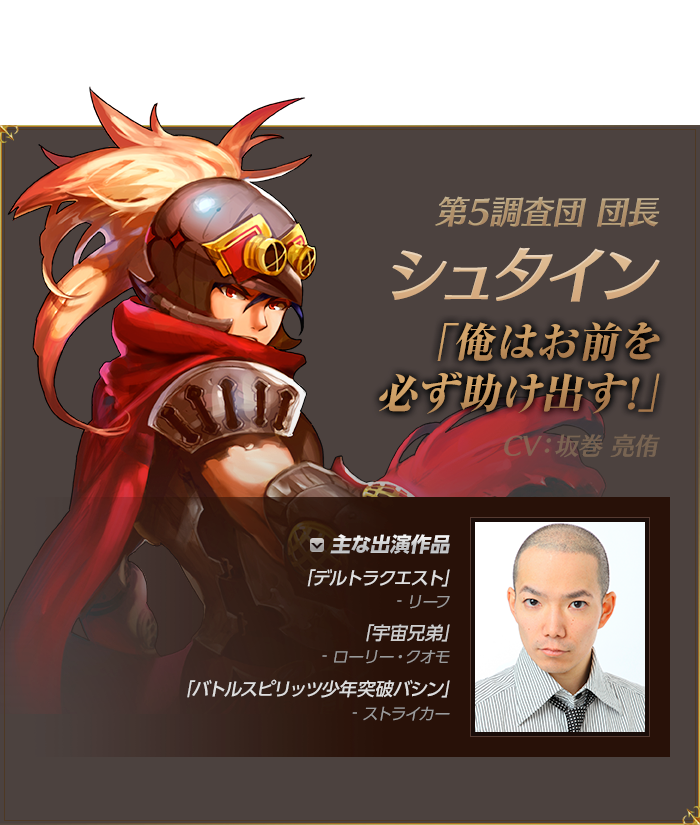 第5調査団 団長
シュタイン
「俺はお前を
必ず助け出す!」
CV:坂巻 亮侑
主な出演作品
「デルトラクエスト」
- リーフ
「宇宙兄弟」
- ローリー・クオモ
「バトルスピリッツ少年突破バシン」
- ストライカー